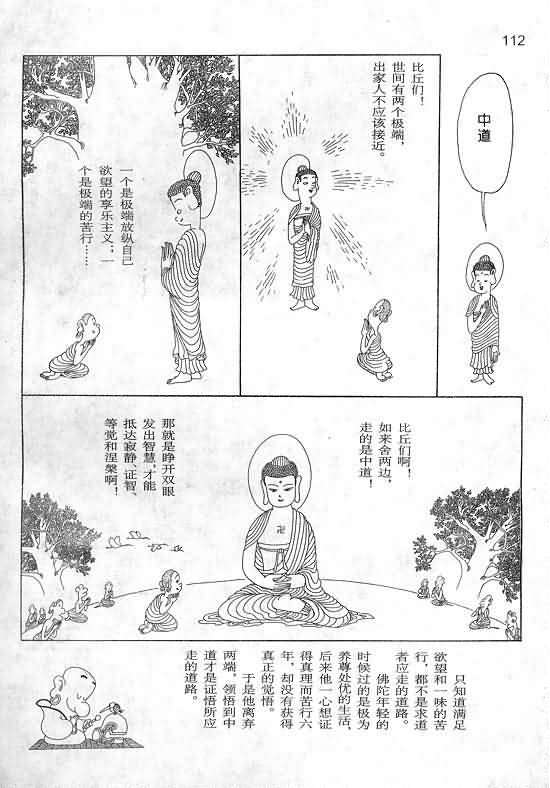 112
中道
比丘们！
世间有两个极端，
出家人不应该接近。
一个是极端放纵自己
欲望的享乐主义；一
个是极端的苦行……
比丘们啊！
如来舍两边，
走的是中道！
那就是睁开双眼
发出智慧，才能
抵达寂静、证智、
等觉和涅槃啊！
只知道满足
欲望和一味的苦
行，都不是求道
者应走的道路。
佛陀年轻的
时候过的是极为
养尊处优的生活，
后来他一心想证
得真理而苦行六
年，却没有获得
真正的觉悟。
于是他离弃
两端，领悟到中
道才是证悟所应
走的道路。